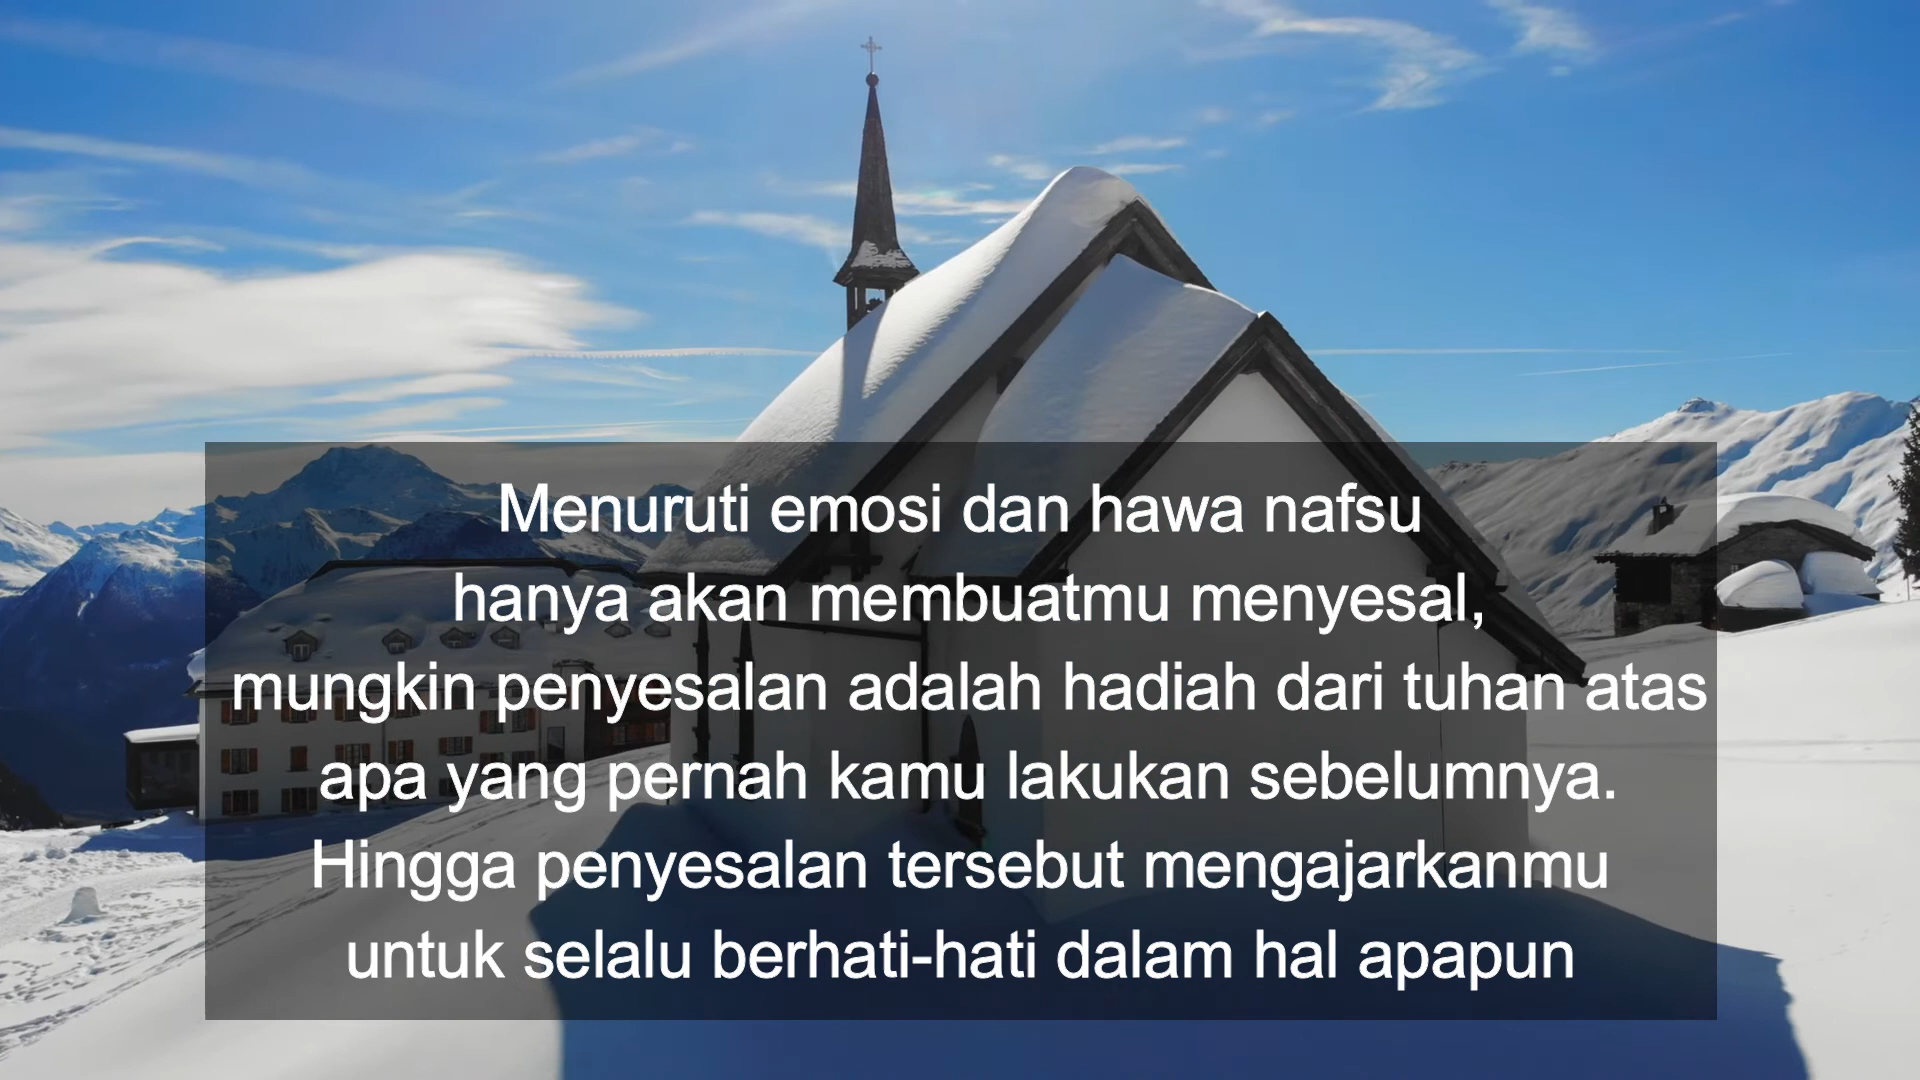 Menuruti emosi dan hawa nafsu
hanya akan membuatmu menyesal,
mungkin penyesalan adalah hadiah dari tuhan atas
apa yang pernah kamu lakukan sebelumnya.
Hingga penyesalan tersebut mengajarkanmu
untuk selalu berhati-hati dalam hal apapun